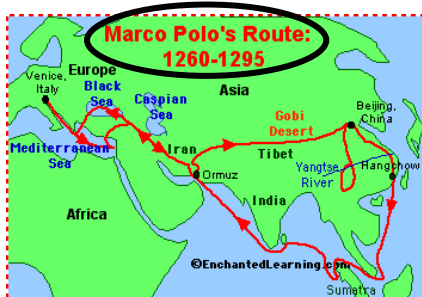 Marco Polo's Route:
1260-1295
Venice,
Italy
Europe
Black
Sea
Caspian
Sea
Asia
Gobi
Desert
Beijing,
China
Mediterranean
Sea
Iran
Tibet
Ormuz
Yangtse
River
Hangchow
India
Africa
©EnchantedLearning.com
Sumatra